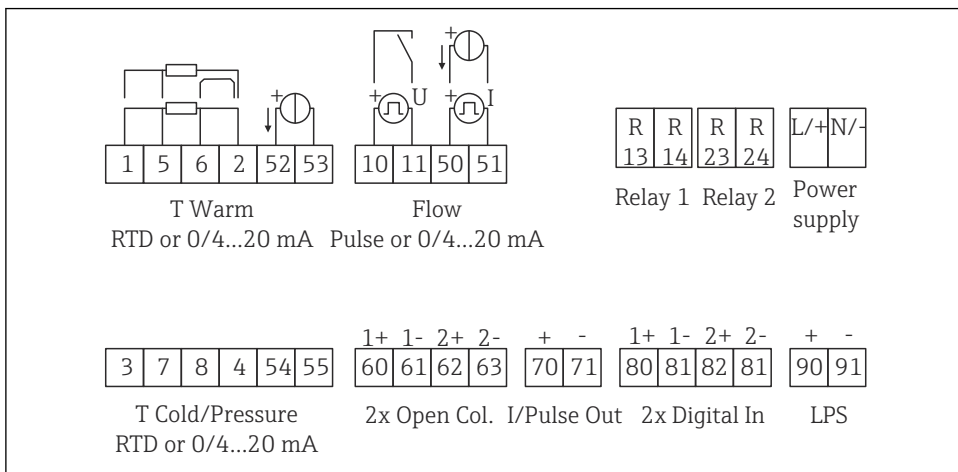 + + U + + I
1 5 6 2 52 53 10 11 50 51 R 13 R 14 R 23 R 24 L/+ N/-
T Warm Flow Relay 1 Relay 2 Power supply
RTD or 0/4...20 mA Pulse or 0/4...20 mA
1+ 1- 2+ 2- + - 1+ 1- 2+ 2- + -
3 7 8 4 54 55 60 61 62 63 70 71 80 81 82 81 90 91
T Cold/Pressure 2x Open Col. I/Pulse Out 2x Digital In LPS
RTD or 0/4...20 mA